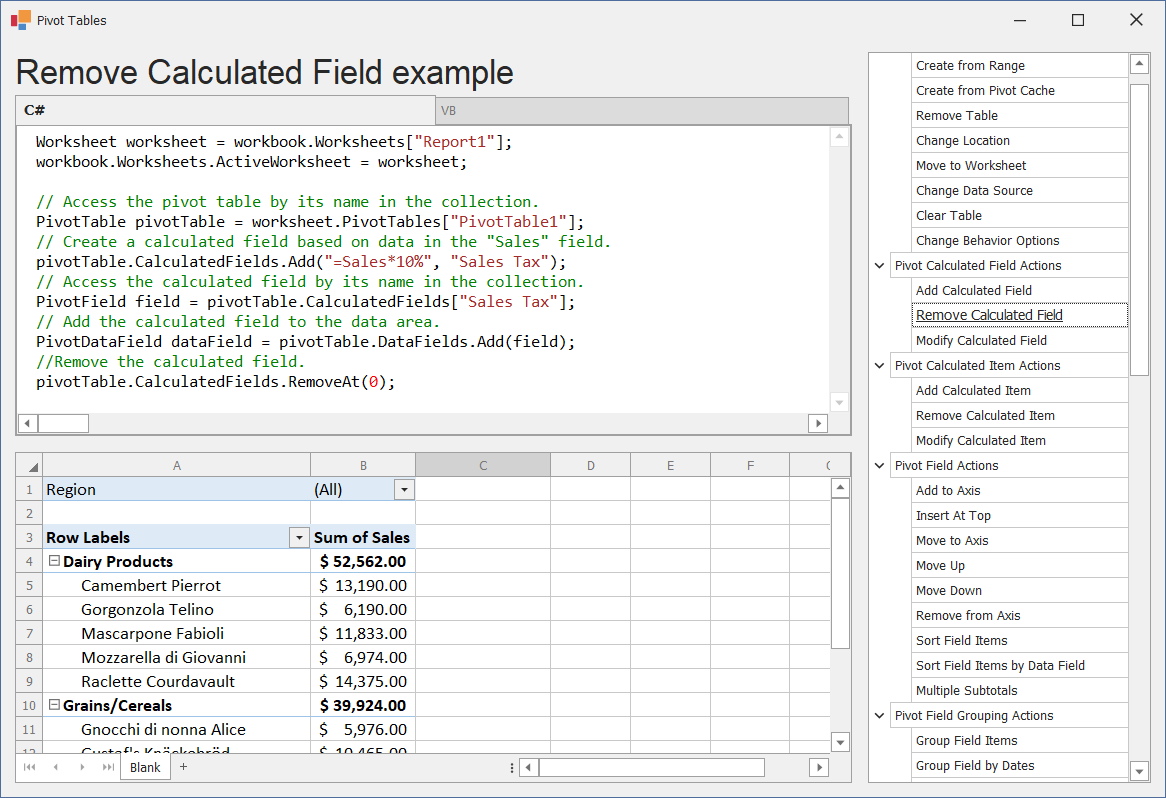 Pivot Tables
Remove Calculated Field example
C#
VB
Worksheet worksheet = workbook.Worksheets["Report1"];
workbook.Worksheets.ActiveWorksheet = worksheet;
// Access the pivot table by its name in the collection.
PivotTable pivotTable = worksheet.PivotTables["PivotTable1"];
// Create a calculated field based on data in the "Sales" field.
pivotTable.CalculatedFields.Add("=Sales*10%", "Sales Tax");
// Access the calculated field by its name in the collection.
PivotField field = pivotTable.CalculatedFields["Sales Tax"];
// Add the calculated field to the data area.
PivotDataField dataField = pivotTable.DataFields.Add(field);
//Remove the calculated field.
pivotTable.CalculatedFields.RemoveAt(0);
A B C D E F
1 Region (All)
2
3 Row Labels Sum of Sales
4 Dairy Products $ 52,562.00
5 Camembert Pierrot $ 13,190.00
6 Gorgonzola Telino $ 6,190.00
7 Mascarpone Fabioli $ 11,833.00
8 Mozzarella di Giovanni $ 6,974.00
9 Raclette Courdavault $ 14,375.00
10 Grains/Cereals $ 39,924.00
11 Gnocchi di nonna Alice $ 5,976.00
12 Gustaf's Knäckebröd $ 10,465.00
Blank +
Create from Range
Create from Pivot Cache
Remove Table
Change Location
Move to Worksheet
Change Data Source
Clear Table
Change Behavior Options
Pivot Calculated Field Actions
Add Calculated Field
Remove Calculated Field
Modify Calculated Field
Pivot Calculated Item Actions
Add Calculated Item
Remove Calculated Item
Modify Calculated Item
Pivot Field Actions
Add to Axis
Insert At Top
Move to Axis
Move Up
Move Down
Remove from Axis
Sort Field Items
Sort Field Items by Data Field
Multiple Subtotals
Pivot Field Grouping Actions
Group Field Items
Group Field by Dates